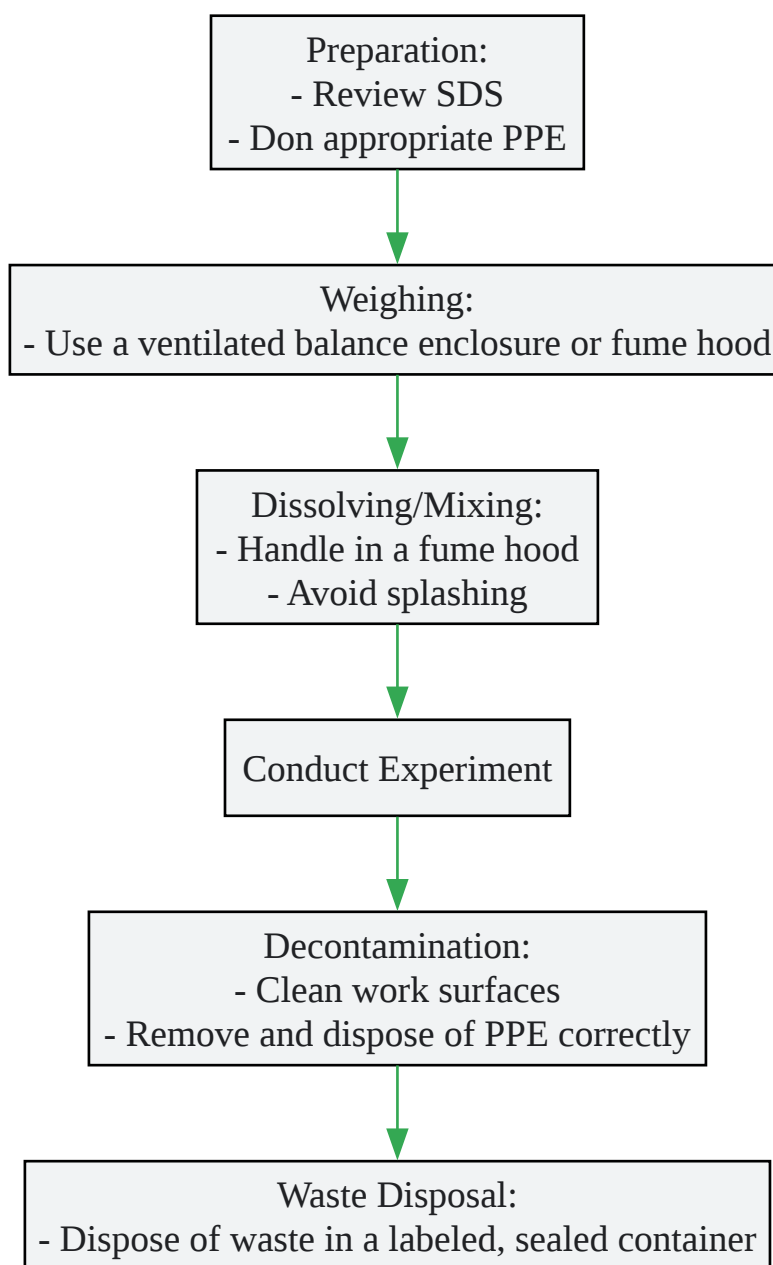 Preparation:
- Review SDS
- Don appropriate PPE
Weighing:
- Use a ventilated balance enclosure or fume hood
Dissolving/Mixing:
- Handle in a fume hood
- Avoid splashing
Conduct Experiment
Decontamination:
- Clean work surfaces
- Remove and dispose of PPE correctly
Waste Disposal:
- Dispose of waste in a labeled, sealed container